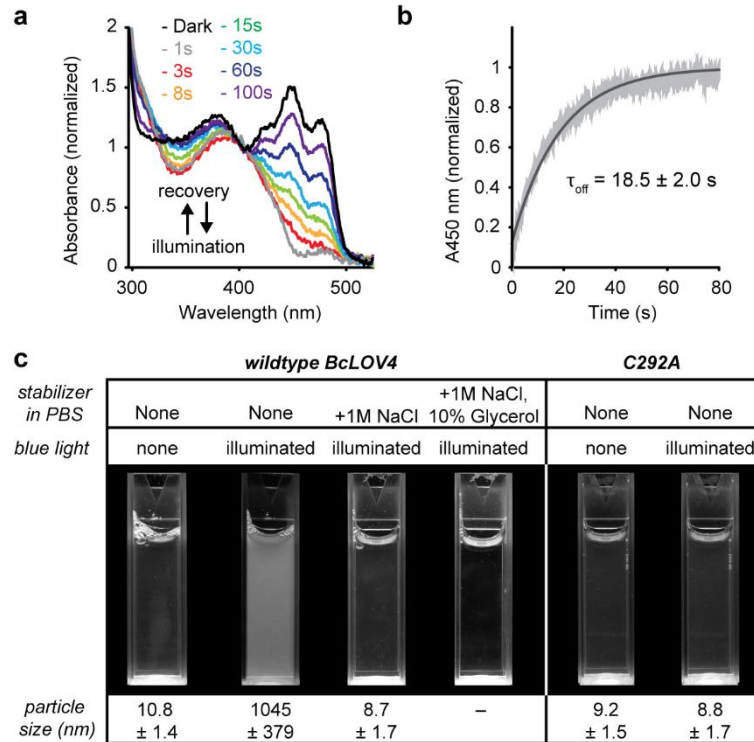 a
2
1.5
1
0.5
0
Absorbance (normalized)
- Dark
- 1s
- 3s
- 8s
- 15s
- 30s
- 60s
- 100s
recovery
illumination
300
400
500
Wavelength (nm)
b
1
0.8
0.6
0.4
0.2
0
A450 nm (normalized)
τoff = 18.5 ± 2.0 s
0
20
40
60
80
Time (s)
c
wildtype BcLOV4
C292A
stabilizer
in PBS
None
None
+1M NaCl
+1M NaCl,
10% Glycerol
None
None
blue light
none
illuminated
illuminated
illuminated
none
illuminated
particle
size (nm)
10.8
± 1.4
1045
± 379
8.7
± 1.7
–
9.2
± 1.5
8.8
± 1.7